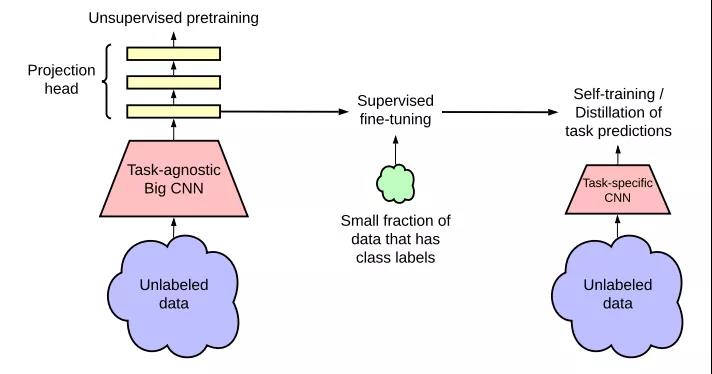 Unsupervised pretraining
Projection
head
Task-agnostic
Big CNN
Unlabeled
data
Supervised
fine-tuning
Small fraction of
data that has
class labels
Self-training /
Distillation of
task predictions
Task-specific
CNN
Unlabeled
data